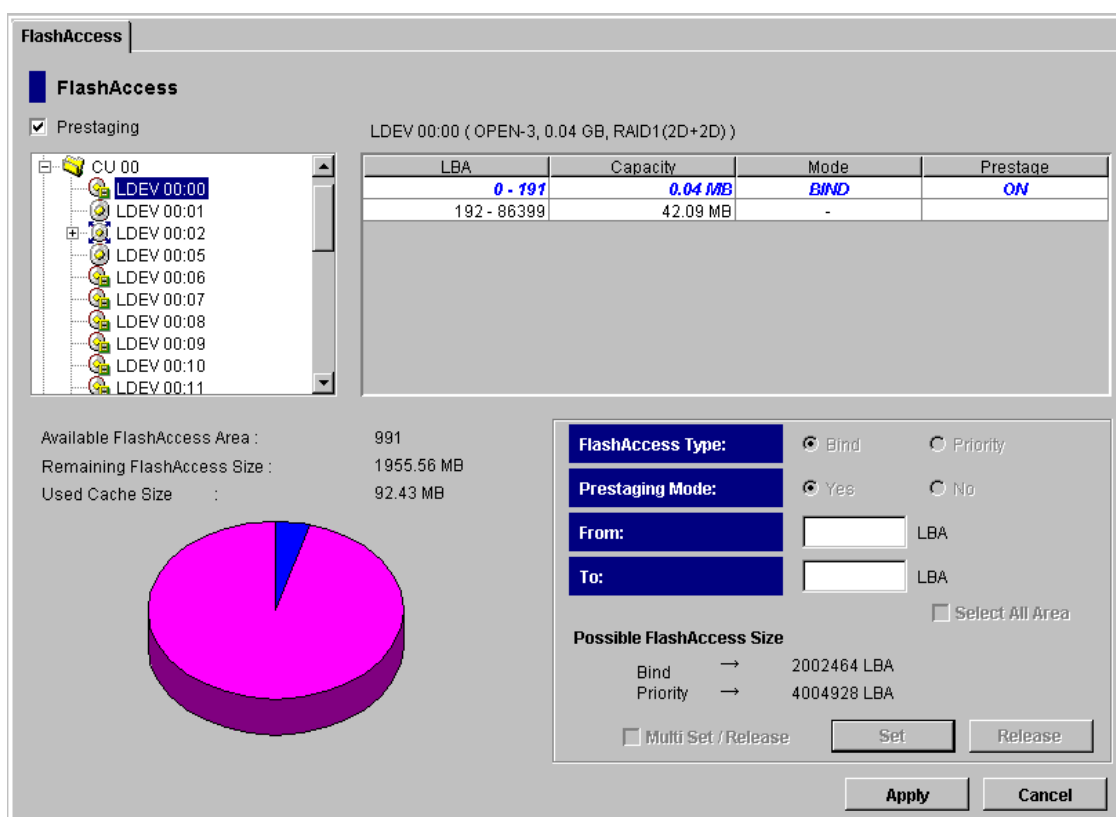 FlashAccess
FlashAccess
Prestaging
LDEV 00:00 ( OPEN-3, 0.04 GB, RAID1(2D+2D) )
CU 00
LDEV 00:00
LDEV 00:01
LDEV 00:02
LDEV 00:05
LDEV 00:06
LDEV 00:07
LDEV 00:08
LDEV 00:09
LDEV 00:10
LDEV 00:11
LBA Capacity Mode Prestage
0 - 191 0.04 MB BIND ON
192 - 86399 42.09 MB -
Available FlashAccess Area : 991
Remaining FlashAccess Size : 1955.56 MB
Used Cache Size : 92.43 MB
FlashAccess Type: Bind Priority
Prestaging Mode: Yes No
From: LBA
To: LBA
Select All Area
Possible FlashAccess Size
Bind → 2002464 LBA
Priority → 4004928 LBA
Multi Set / Release Set Release
Apply Cancel